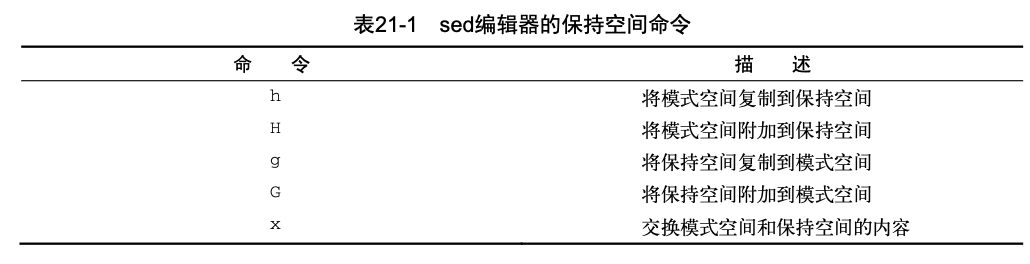 表21-1 sed编辑器的保持空间命令
命 令 描 述
h 将模式空间复制到保持空间
H 将模式空间附加到保持空间
g 将保持空间复制到模式空间
G 将保持空间附加到模式空间
x 交换模式空间和保持空间的内容